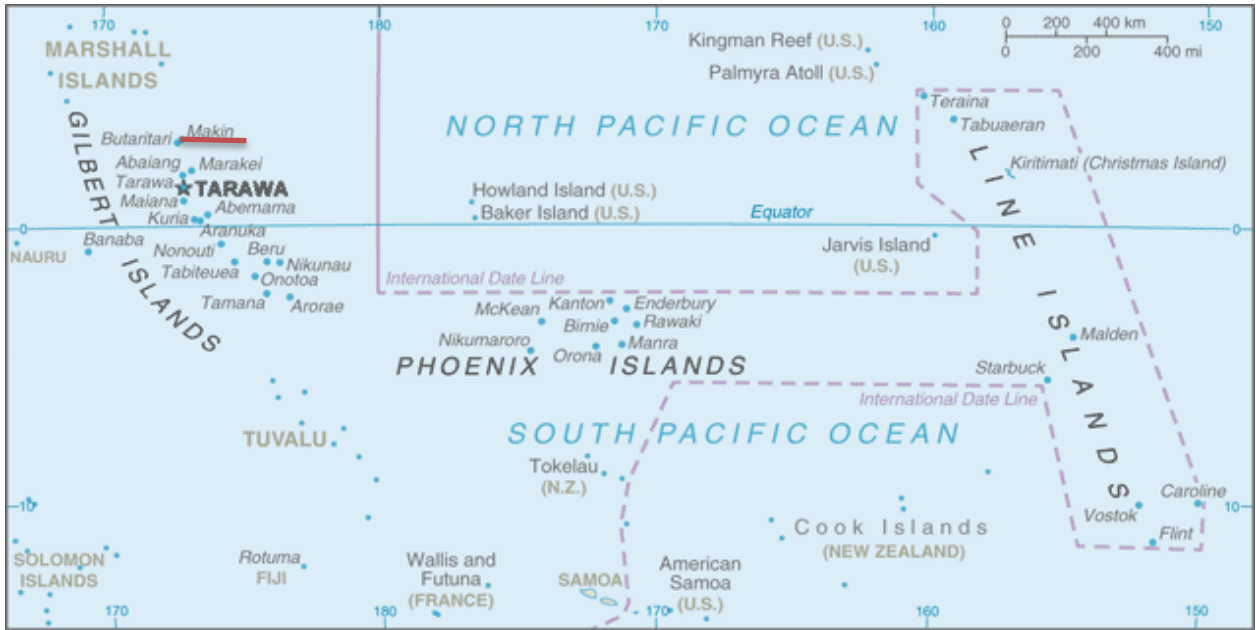 170
180
170
160
150
0 200 400 km
0 200 400 mi
MARSHALL
ISLANDS
Kingman Reef (U.S.)
Palmyra Atoll (U.S.)
Teraina
Tabuaeran
GILBERT ISLANDS
Makin
Butaritari
NORTH PACIFIC OCEAN
LINE ISLANDS
Abaiang
Marakei
Kiritimati (Christmas Island)
Tarawa
TARAWA
Howland Island (U.S.)
Maiana
Abemama
Baker Island (U.S.)
Equator
Kuria
0
Aranuka
0
Banaba
Nonouti
Beru
Jarvis Island
(U.S.)
NAURU
Tabiteuea
Nikunau
Onotoa
International Date Line
Tamana
Arorae
McKean
Kanton
Enderbury
Birnie
Rawaki
Malden
Nikumaroro
Orona
Manra
PHOENIX ISLANDS
Starbuck
International Date Line
TUVALU
SOUTH PACIFIC OCEAN
Tokelau
(N.Z.)
Caroline
10
10
Vostok
Flint
Cook Islands
(NEW ZEALAND)
SOLOMON
ISLANDS
Rotuma
FIJI
Wallis and
Futuna
(FRANCE)
SAMOA
American
Samoa
(U.S.)
170
180
170
160
150